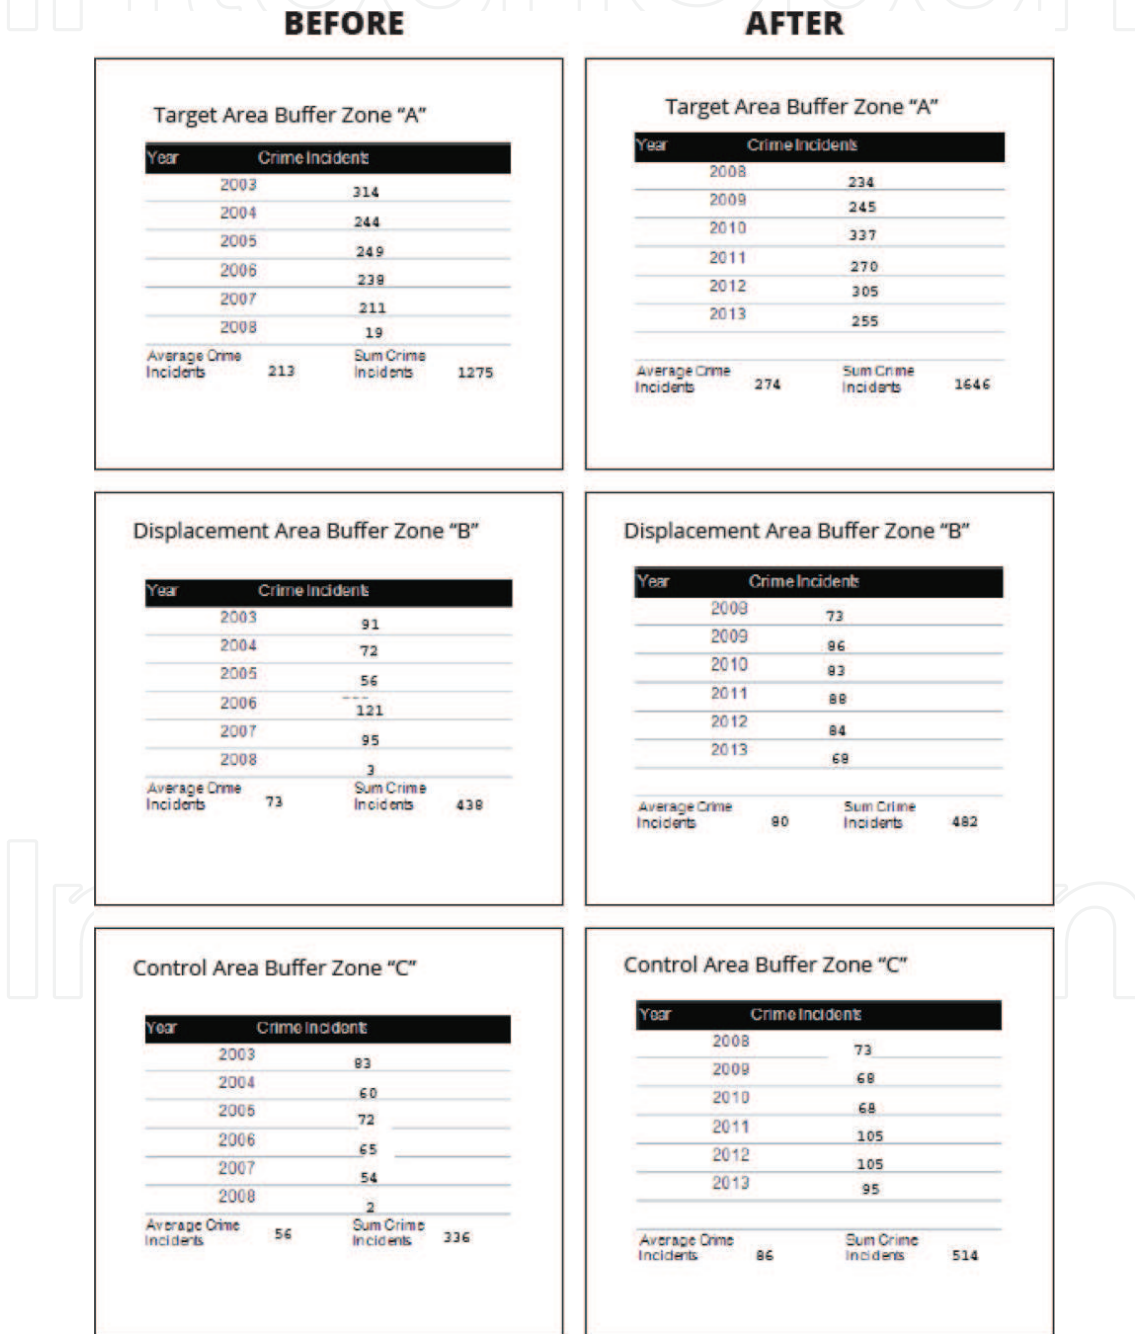 BEFORE
AFTER
Target Area Buffer Zone “A”
Year Crime Incidents
2003 314
2004 244
2005 249
2006 238
2007 211
2008 19
Average Crime Sum Crime
Incidents 213 Incidents 1275
Target Area Buffer Zone “A”
Year Crime Incidents
2008 234
2009 245
2010 337
2011 270
2012 305
2013 255
Average Crime Sum Crime
Incidents 274 Incidents 1646
Displacement Area Buffer Zone “B”
Year Crime Incidents
2003 91
2004 72
2005 56
2006 121
2007 95
2008 3
Average Crime Sum Crime
Incidents 73 Incidents 438
Displacement Area Buffer Zone “B”
Year Crime Incidents
2008 73
2009 86
2010 83
2011 88
2012 84
2013 68
Average Crime Sum Crime
Incidents 80 Incidents 482
Control Area Buffer Zone “C”
Year Crime Incidents
2003 83
2004 60
2005 72
2006 65
2007 54
2008 2
Average Crime Sum Crime
Incidents 56 Incidents 336
Control Area Buffer Zone “C”
Year Crime Incidents
2008 73
2009 68
2010 68
2011 105
2012 105
2013 95
Average Crime Sum Crime
Incidents 86 Incidents 514